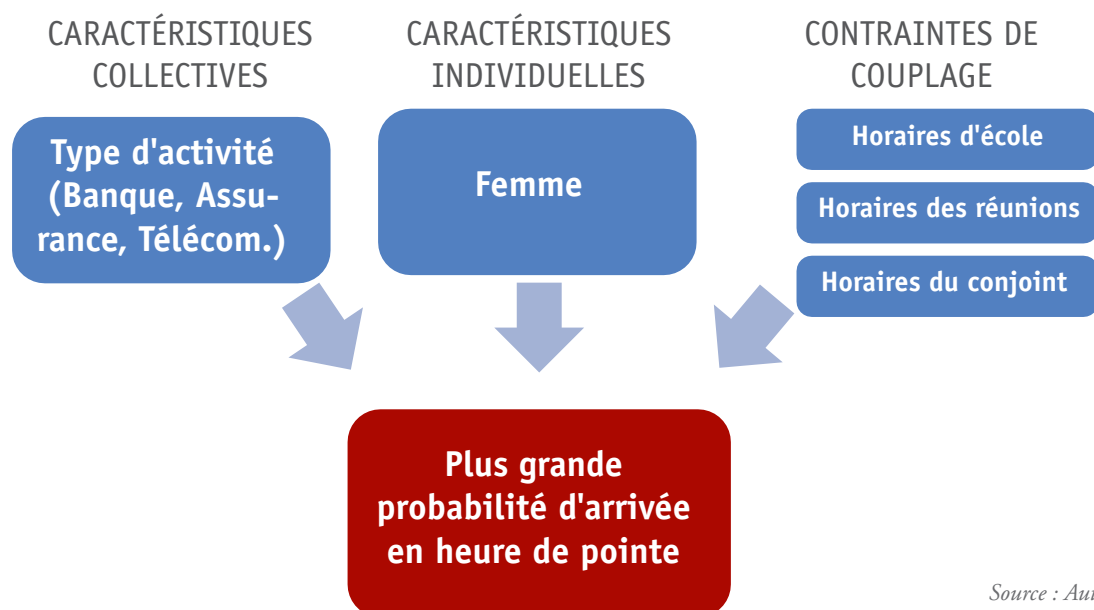 CARACTÉRISTIQUES
COLLECTIVES
CARACTÉRISTIQUES
INDIVIDUELLES
CONTRAINTES DE
COUPLAGE
Type d'activité
(Banque, Assu-
rance, Télécom.)
Femme
Horaires d'école
Horaires des réunions
Horaires du conjoint
Plus grande
probabilité d'arrivée
en heure de pointe
Source :